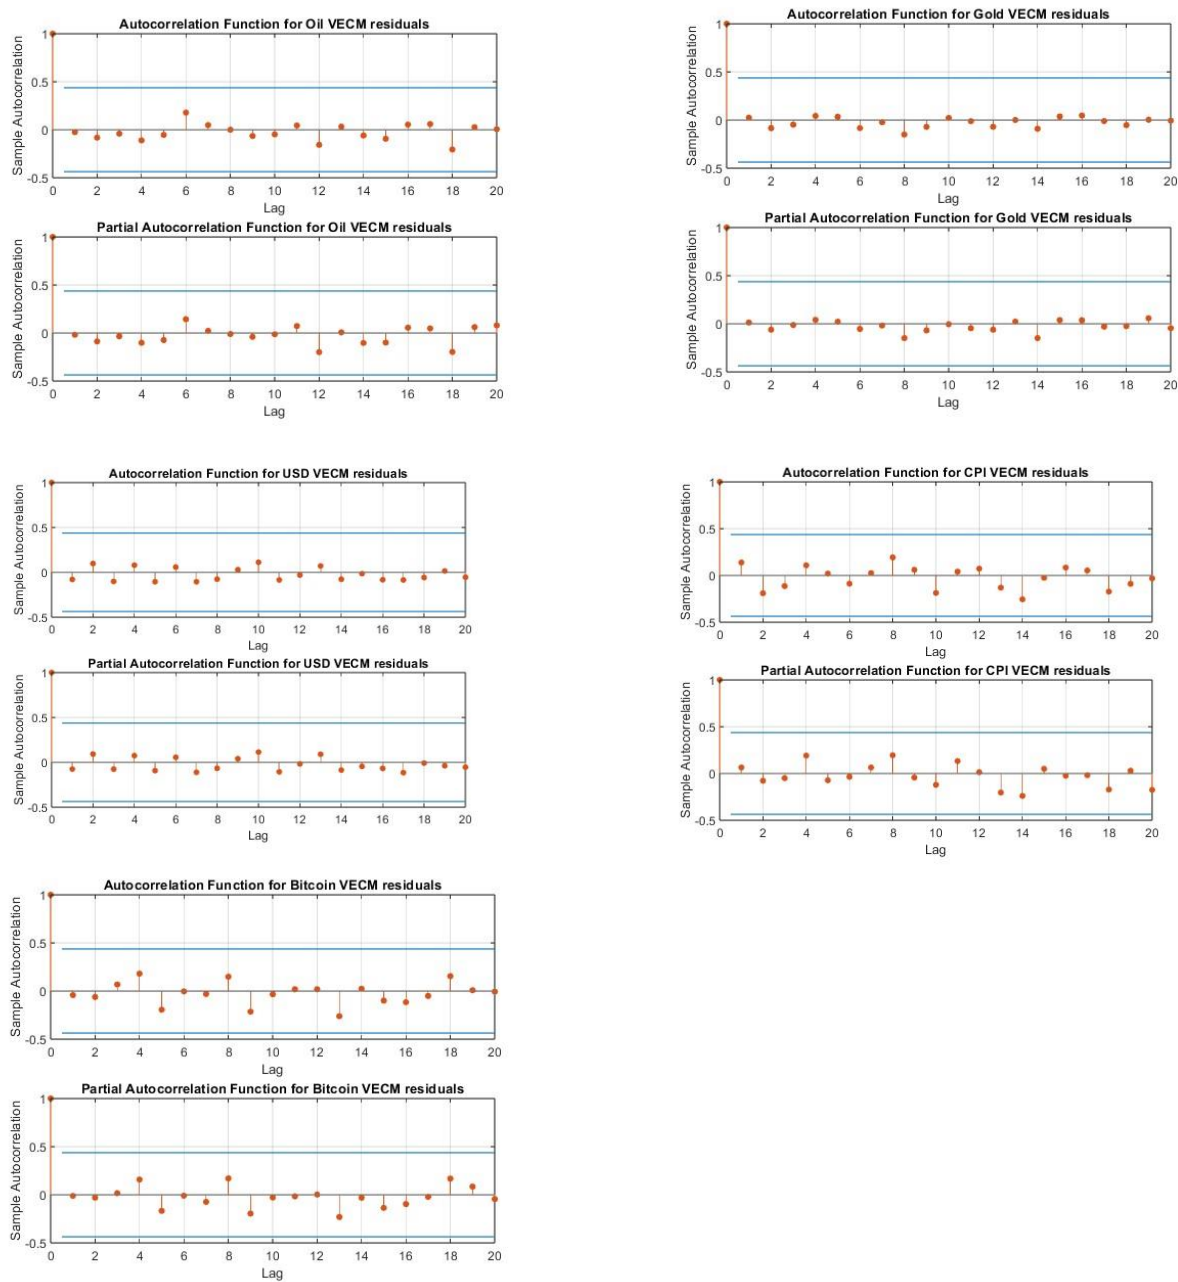 Autocorrelation Function for Oil VECM residuals
Sample Autocorrelation
1
0.5
0
-0.5
0 2 4 6 8 10 12 14 16 18 20
Lag
Partial Autocorrelation Function for Oil VECM residuals
Sample Autocorrelation
1
0.5
0
-0.5
0 2 4 6 8 10 12 14 16 18 20
Lag
Autocorrelation Function for Gold VECM residuals
Sample Autocorrelation
1
0.5
0
-0.5
0 2 4 6 8 10 12 14 16 18 20
Lag
Partial Autocorrelation Function for Gold VECM residuals
Sample Autocorrelation
1
0.5
0
-0.5
0 2 4 6 8 10 12 14 16 18 20
Lag
Autocorrelation Function for USD VECM residuals
Sample Autocorrelation
1
0.5
0
-0.5
0 2 4 6 8 10 12 14 16 18 20
Lag
Partial Autocorrelation Function for USD VECM residuals
Sample Autocorrelation
1
0.5
0
-0.5
0 2 4 6 8 10 12 14 16 18 20
Lag
Autocorrelation Function for CPI VECM residuals
Sample Autocorrelation
1
0.5
0
-0.5
0 2 4 6 8 10 12 14 16 18 20
Lag
Partial Autocorrelation Function for CPI VECM residuals
Sample Autocorrelation
1
0.5
0
-0.5
0 2 4 6 8 10 12 14 16 18 20
Lag
Autocorrelation Function for Bitcoin VECM residuals
Sample Autocorrelation
1
0.5
0
-0.5
0 2 4 6 8 10 12 14 16 18 20
Lag
Partial Autocorrelation Function for Bitcoin VECM residuals
Sample Autocorrelation
1
0.5
0
-0.5
0 2 4 6 8 10 12 14 16 18 20
Lag